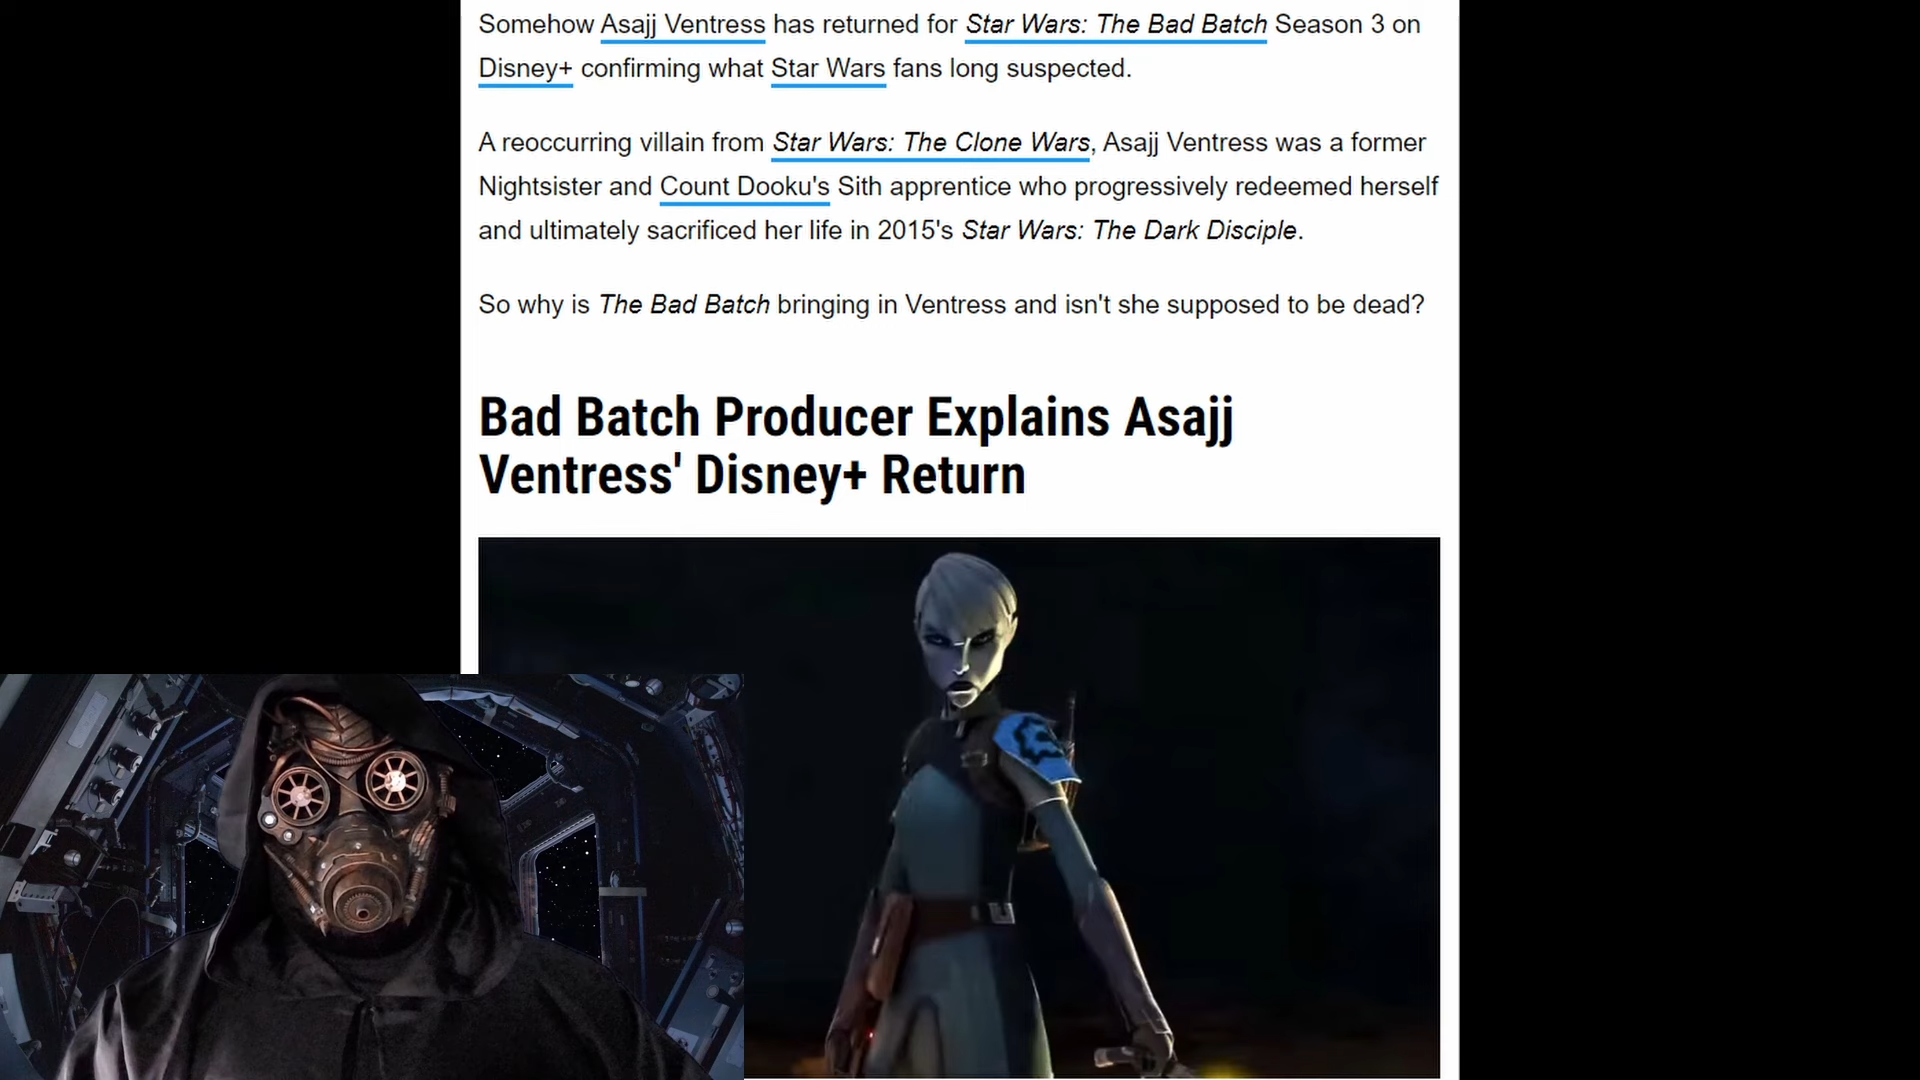 Somehow Asajj Ventress has returned for Star Wars: The Bad Batch Season 3 on
Disney+ confirming what Star Wars fans long suspected.
A reoccurring villain from Star Wars: The Clone Wars, Asajj Ventress was a former
Nightsister and Count Dooku's Sith apprentice who progressively redeemed herself
and ultimately sacrificed her life in 2015's Star Wars: The Dark Disciple.
So why is The Bad Batch bringing in Ventress and isn't she supposed to be dead?
Bad Batch Producer Explains Asajj
Ventress' Disney+ Return